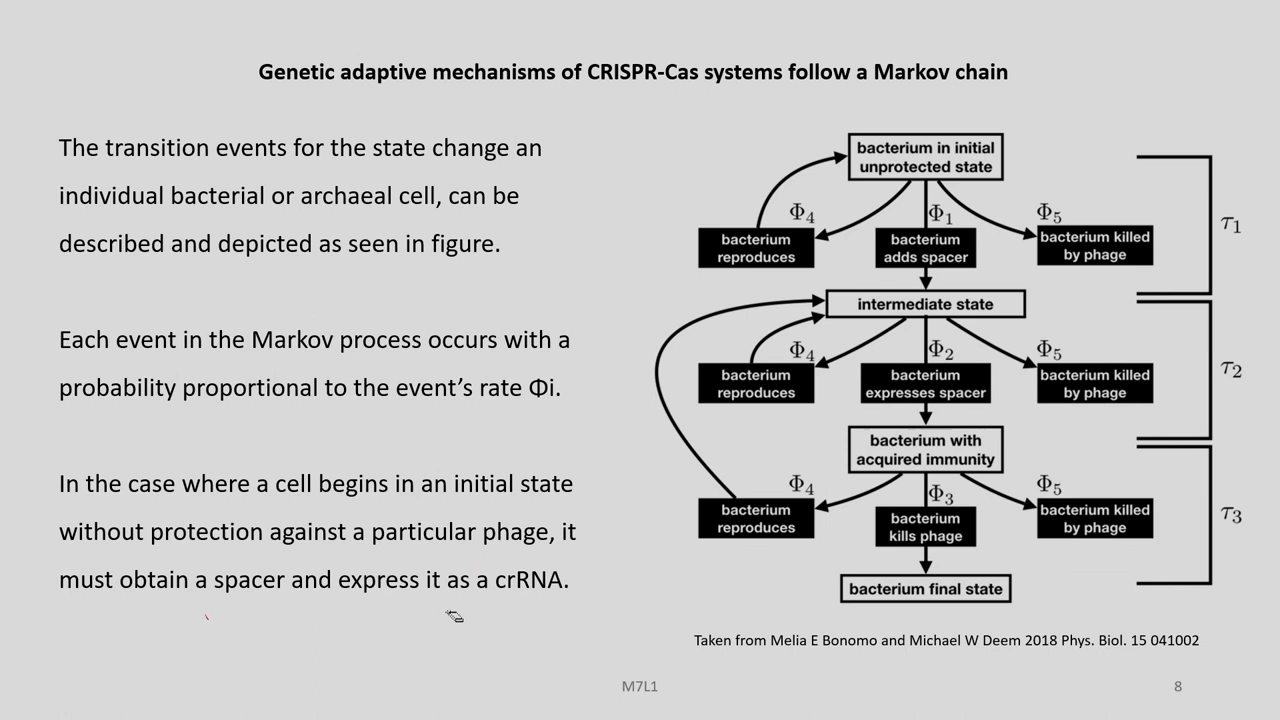 Genetic adaptive mechanisms of CRISPR-Cas systems follow a Markov chain
The transition events for the state change an
individual bacterial or archaeal cell, can be
described and depicted as seen in figure.
Each event in the Markov process occurs with a
probability proportional to the event's rate Φi.
In the case where a cell begins in an initial state
without protection against a particular phage, it
must obtain a spacer and express it as a crRNA.
bacterium in initial
unprotected state
Φ4
Φ1
Φ5
τ1
bacterium
reproduces
bacterium
adds spacer
bacterium killed
by phage
intermediate state
Φ4
Φ2
Φ5
τ2
bacterium
reproduces
bacterium
expresses spacer
bacterium killed
by phage
bacterium with
acquired immunity
Φ4
Φ3
Φ5
τ3
bacterium
reproduces
bacterium
kills phage
bacterium killed
by phage
bacterium final state
Taken from Melia E Bonomo and Michael W Deem 2018 Phys. Biol. 15 041002
M7L1
8